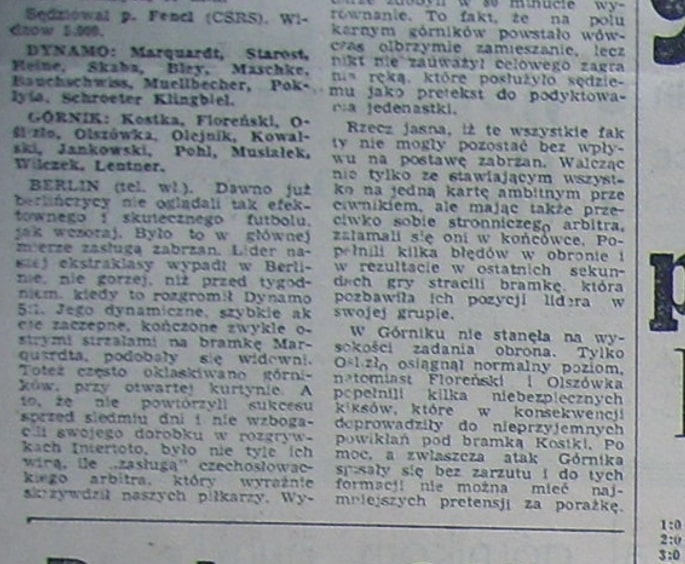 Sędziował p. Fencl (CSRS). Wi-
dzów 5.000.
DYNAMO: Marquardt, Starost,
Heine, Skaba, Bley, Maschke,
Bauchschwiss, Muellbecher, Pok-
lyta, Schroeter Klingbiel.
GÓRNIK: Kostka, Floreński, O-
ślizło, Olszówka, Olejnik, Kowal-
ski, Jankowski, Pohl, Musiałek,
Wilczek, Lentner.
BERLIN (tel. wł.). Dawno już
berlińczycy nie oglądali tak efek-
townego i skutecznego futbolu,
jak wczoraj. Było to w głównej
mierze zasługą zabrzan. Lider na-
szej ekstraklasy wypadł w Berli-
nie, nie gorzej, niż przed tygod-
niem, kiedy to rozgromił Dynamo
5:1. Jego dynamiczne, szybkie ak
cje zaczepne, kończone zwykle o-
strymi strzałami na bramkę Mar-
quardta, podobały się widowni.
Toteż często oklaskiwano górni-
ków, przy otwartej kurtynie. A
to, że nie powtórzyli sukcesu
sprzed siedmiu dni i nie wzboga-
cili swojego dorobku w rozgryw-
kach Intertoto, było nie tyle ich
winą, ile „zasługą” czechosłowac-
kiego arbitra, który wyraźnie
skrzywdził naszych piłkarzy. Wy-
minucie wy-
równanie. To fakt, że na polu
karnym górników powstało wów-
czas olbrzymie zamieszanie, lecz
nikt nie zauważył celowego zagra
nia ręką, które posłużyło sędzie-
mu jako pretekst do podyktowa-
nia jedenastki.
Rzecz jasna, iż te wszystkie fak
ty nie mogły pozostać bez wpły-
wu na postawę zabrzan. Walcząc
nie tylko ze stawiającym wszyst-
ko na jedną kartę ambitnym prze
ciwnikiem, ale mając także prze-
ciwko sobie stronniczego arbitra,
załamali się oni w końcówce. Po-
pełnili kilka błędów w obronie i
w rezultacie w ostatnich sekun-
dach gry stracili bramkę, która
pozbawiła ich pozycji lidera w
swojej grupie.
W Górniku nie stanęła na wy-
sokości zadania obrona. Tylko
Oślizło osiągnął normalny poziom,
natomiast Floreński i Olszówka
popełnili kilka niebezpiecznych
kiksów, które w konsekwencji
doprowadziły do nieprzyjemnych
powikłań pod bramką Kostki. Po
moc, a zwłaszcza atak Górnika
spisały się bez zarzutu i do tych
formacji nie można mieć naj-
mniejszych pretensji za porażkę.
1:0
2:0
3:0